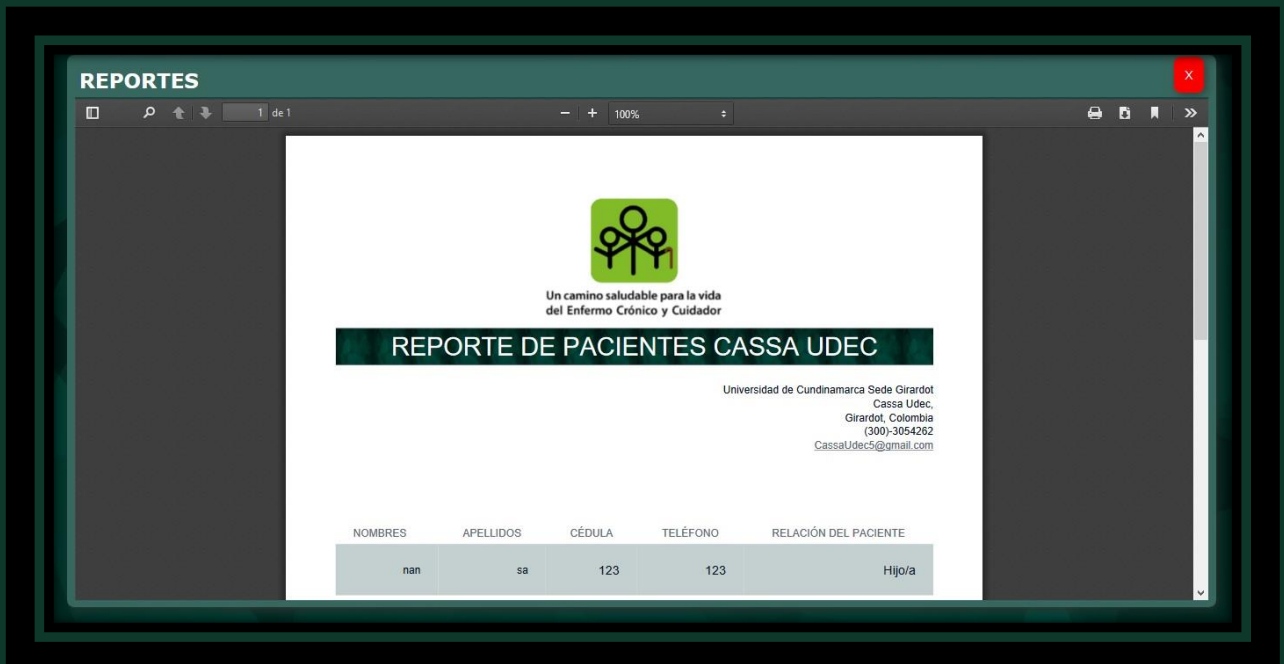 REPORTES
X
1 de 1
100%
Un camino saludable para la vida
del Enfermo Crónico y Cuidador
REPORTE DE PACIENTES CASSA UDEC
Universidad de Cundinamarca Sede Girardot
Cassa Udec,
Girardot, Colombia
(300)-3054262
CassaUdec5@gmail.com
NOMBRES APELLIDOS CÉDULA TELÉFONO RELACIÓN DEL PACIENTE
nan sa 123 123 Hijo/a